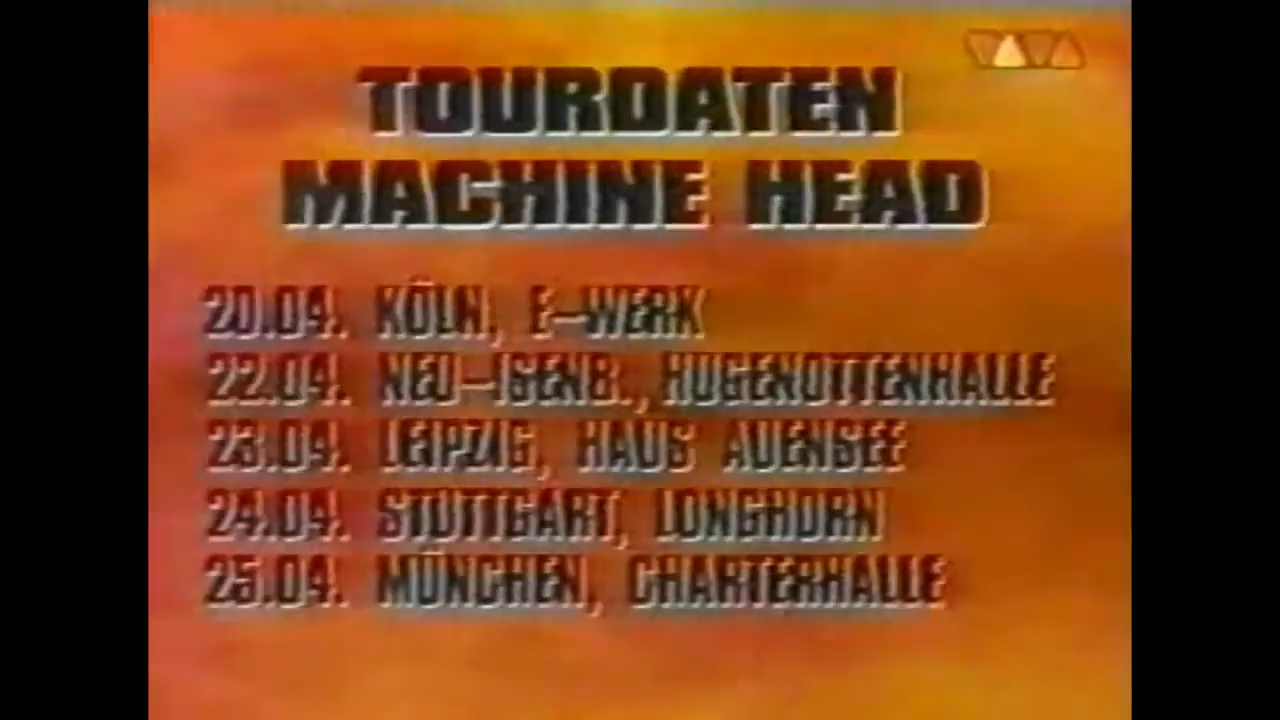 VIVA
TOURDATEN
MACHINE HEAD
20.04. KÖLN, E-WERK
22.04. NEU-ISENB., HUGENOTTENHALLE
23.04. LEIPZIG, HAUS AUENSEE
24.04. STUTTGART, LONGHORN
25.04. MÜNCHEN, CHARTERHALLE